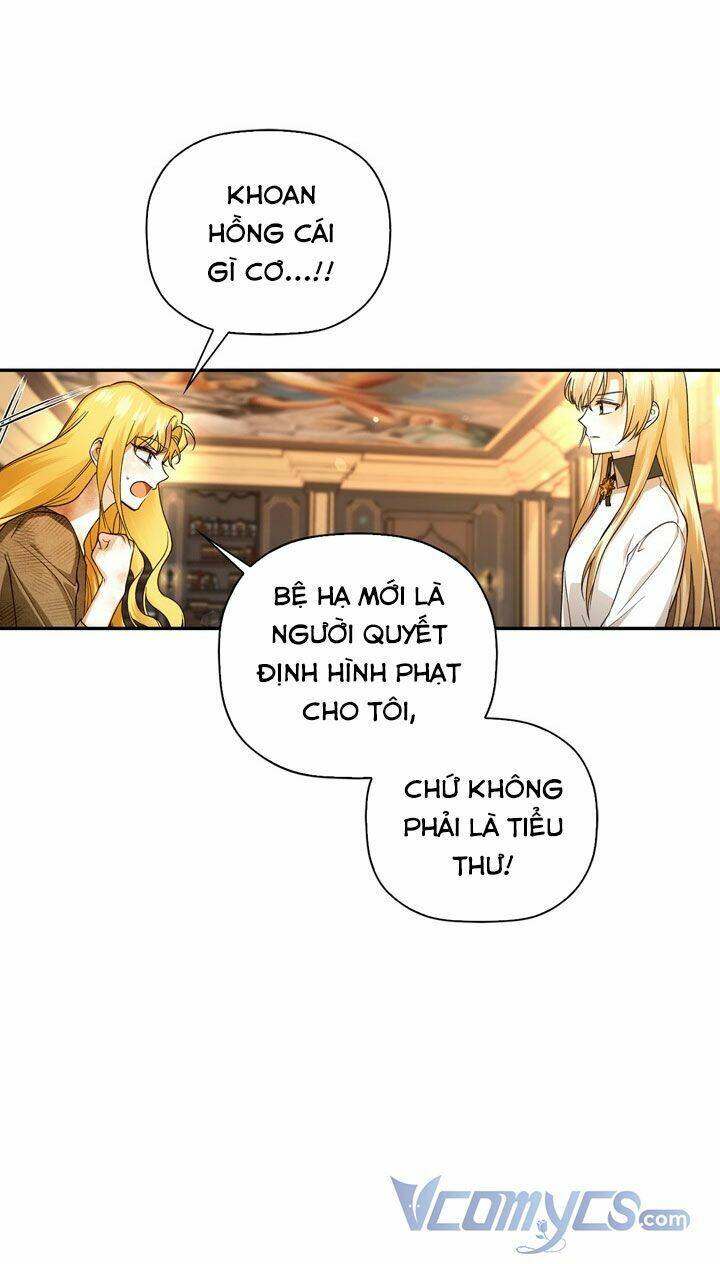 KHOAN
HỒNG CÁI
GÌ CƠ...!!
BỆ HẠ MỚI LÀ
NGƯỜI QUYẾT
ĐỊNH HÌNH PHẠT
CHO TÔI,
CHỨ KHÔNG
PHẢI LÀ TIỂU
THƯ!
VCOMYCS.com